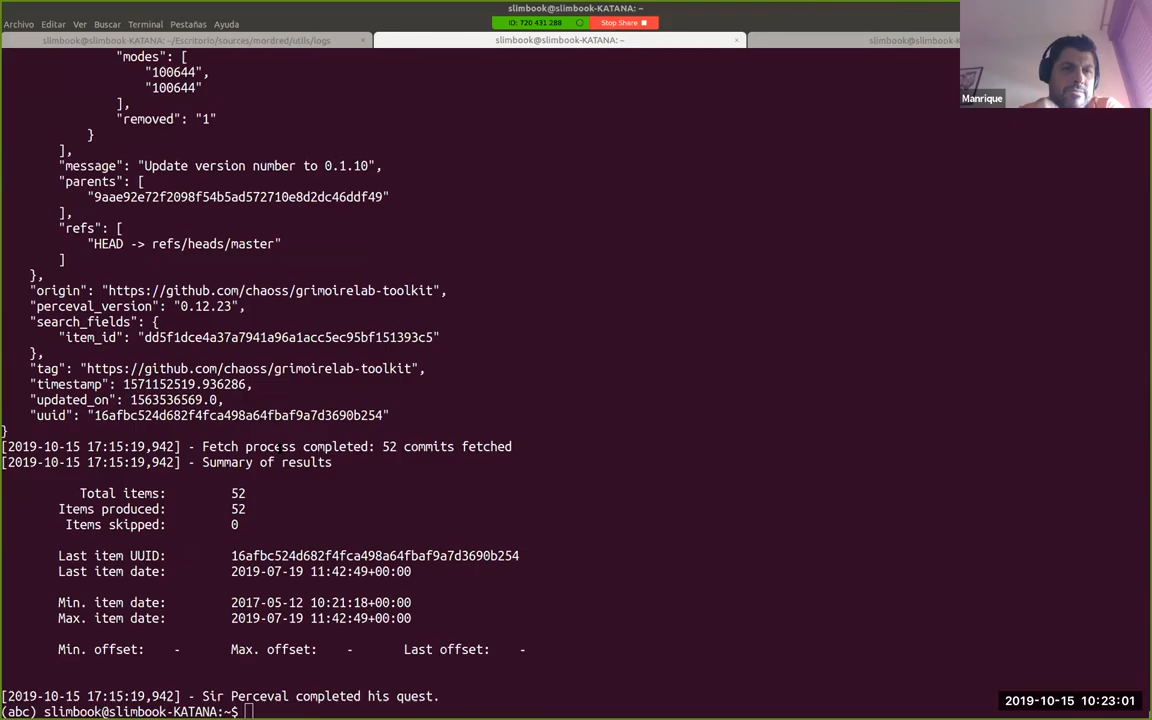 slimbook@slimbook-KATANA: ~
Archivo Editar Ver Buscar Terminal Pestañas Ayuda
ID: 720 431 288 Stop Share
slimbook@slimbook-KATANA: ~/Escritorio/sources/mordred/utils/logs × slimbook@slimbook-KATANA: ~ × slimbook@slimbook-K
Manrique
"modes": [
"100644",
"100644"
],
"removed": "1"
}
],
"message": "Update version number to 0.1.10",
"parents": [
"9aae92e72f2098f54b5ad572710e8d2dc46ddf49"
],
"refs": [
"HEAD -> refs/heads/master"
]
},
"origin": "https://github.com/chaoss/grimoirelab-toolkit",
"perceval_version": "0.12.23",
"search_fields": {
"item_id": "dd5f1dce4a37a7941a96a1acc5ec95bf151393c5"
},
"tag": "https://github.com/chaoss/grimoirelab-toolkit",
"timestamp": 1571152519.936286,
"updated_on": 1563536569.0,
"uuid": "16afbc524d682f4fca498a64fbaf9a7d3690b254"
}
[2019-10-15 17:15:19,942] - Fetch process completed: 52 commits fetched
[2019-10-15 17:15:19,942] - Summary of results
Total items: 52
Items produced: 52
Items skipped: 0
Last item UUID: 16afbc524d682f4fca498a64fbaf9a7d3690b254
Last item date: 2019-07-19 11:42:49+00:00
Min. item date: 2017-05-12 10:21:18+00:00
Max. item date: 2019-07-19 11:42:49+00:00
Min. offset: - Max. offset: - Last offset: -
[2019-10-15 17:15:19,942] - Sir Perceval completed his quest.
(abc) slimbook@slimbook-KATANA:~$
2019-10-15 10:23:01